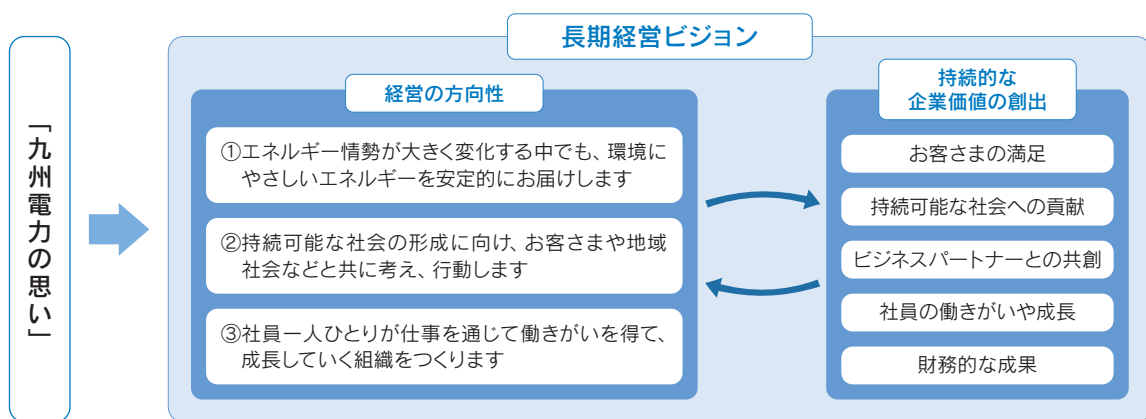 「九州電力の思い」
長期経営ビジョン
経営の方向性
①エネルギー情勢が大きく変化する中でも、環境に
やさしいエネルギーを安定的にお届けします
②持続可能な社会の形成に向け、お客さまや地域
社会などと共に考え、行動します
③社員一人ひとりが仕事を通じて働きがいを得て、
成長していく組織をつくります
持続的な
企業価値の創出
お客さまの満足
持続可能な社会への貢献
ビジネスパートナーとの共創
社員の働きがいや成長
財務的な成果